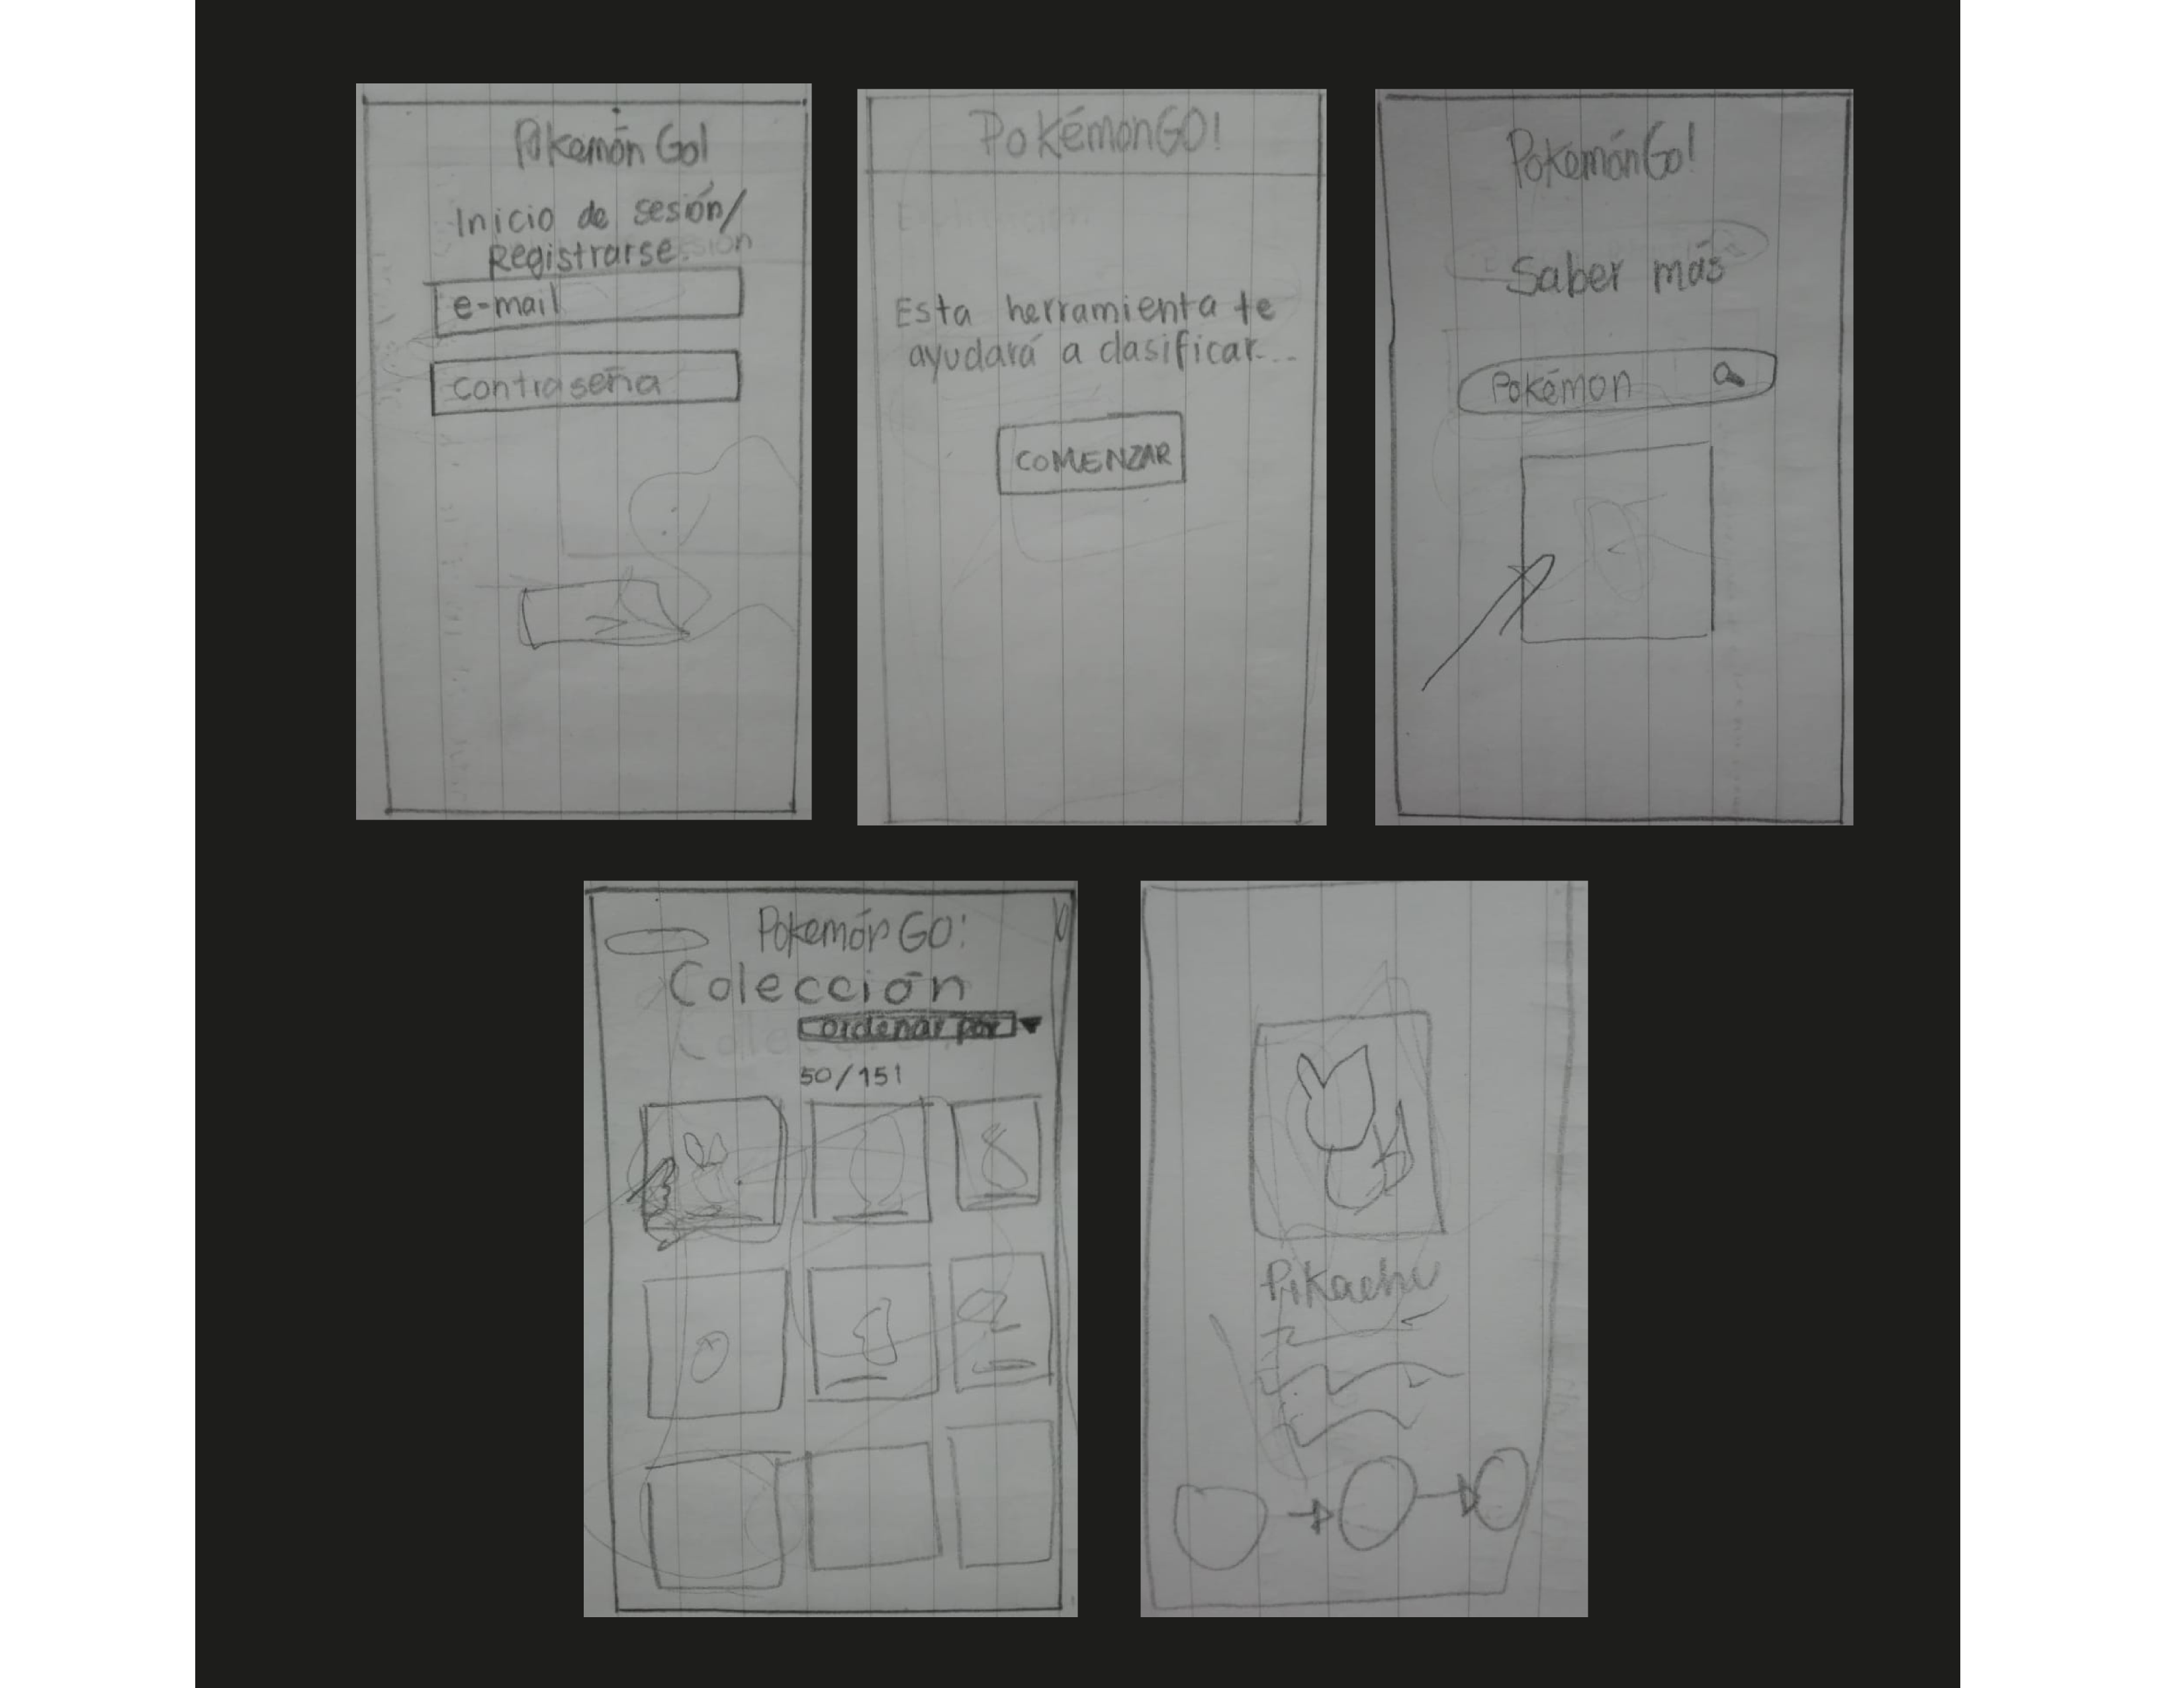 Pokemón Go!
Inicio de sesión/
Registrarse
e-mail
contraseña
PokémonGO!
Esta herramienta te
ayudará a clasificar...
COMENZAR
PokemónGo!
Saber más
Pokémon
Pokemón GO!
Colección
ordenar por
50/151
Pikachu